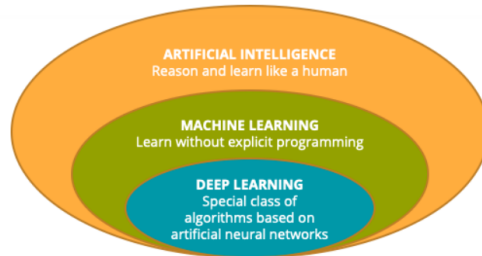 ARTIFICIAL INTELLIGENCE
Reason and learn like a human
MACHINE LEARNING
Learn without explicit programming
DEEP LEARNING
Special class of
algorithms based on
artificial neural networks